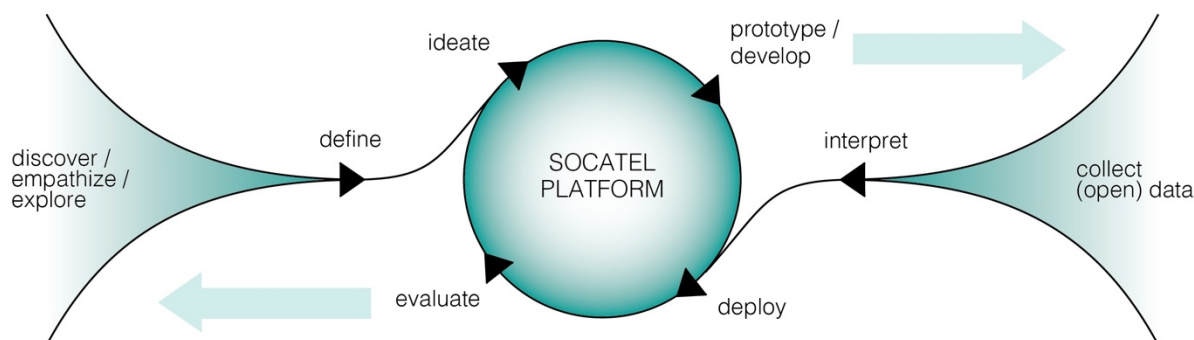 discover /
empathize /
explore
define
ideate
SOCATEL
PLATFORM
prototype /
develop
interpret
collect
(open) data
deploy
evaluate